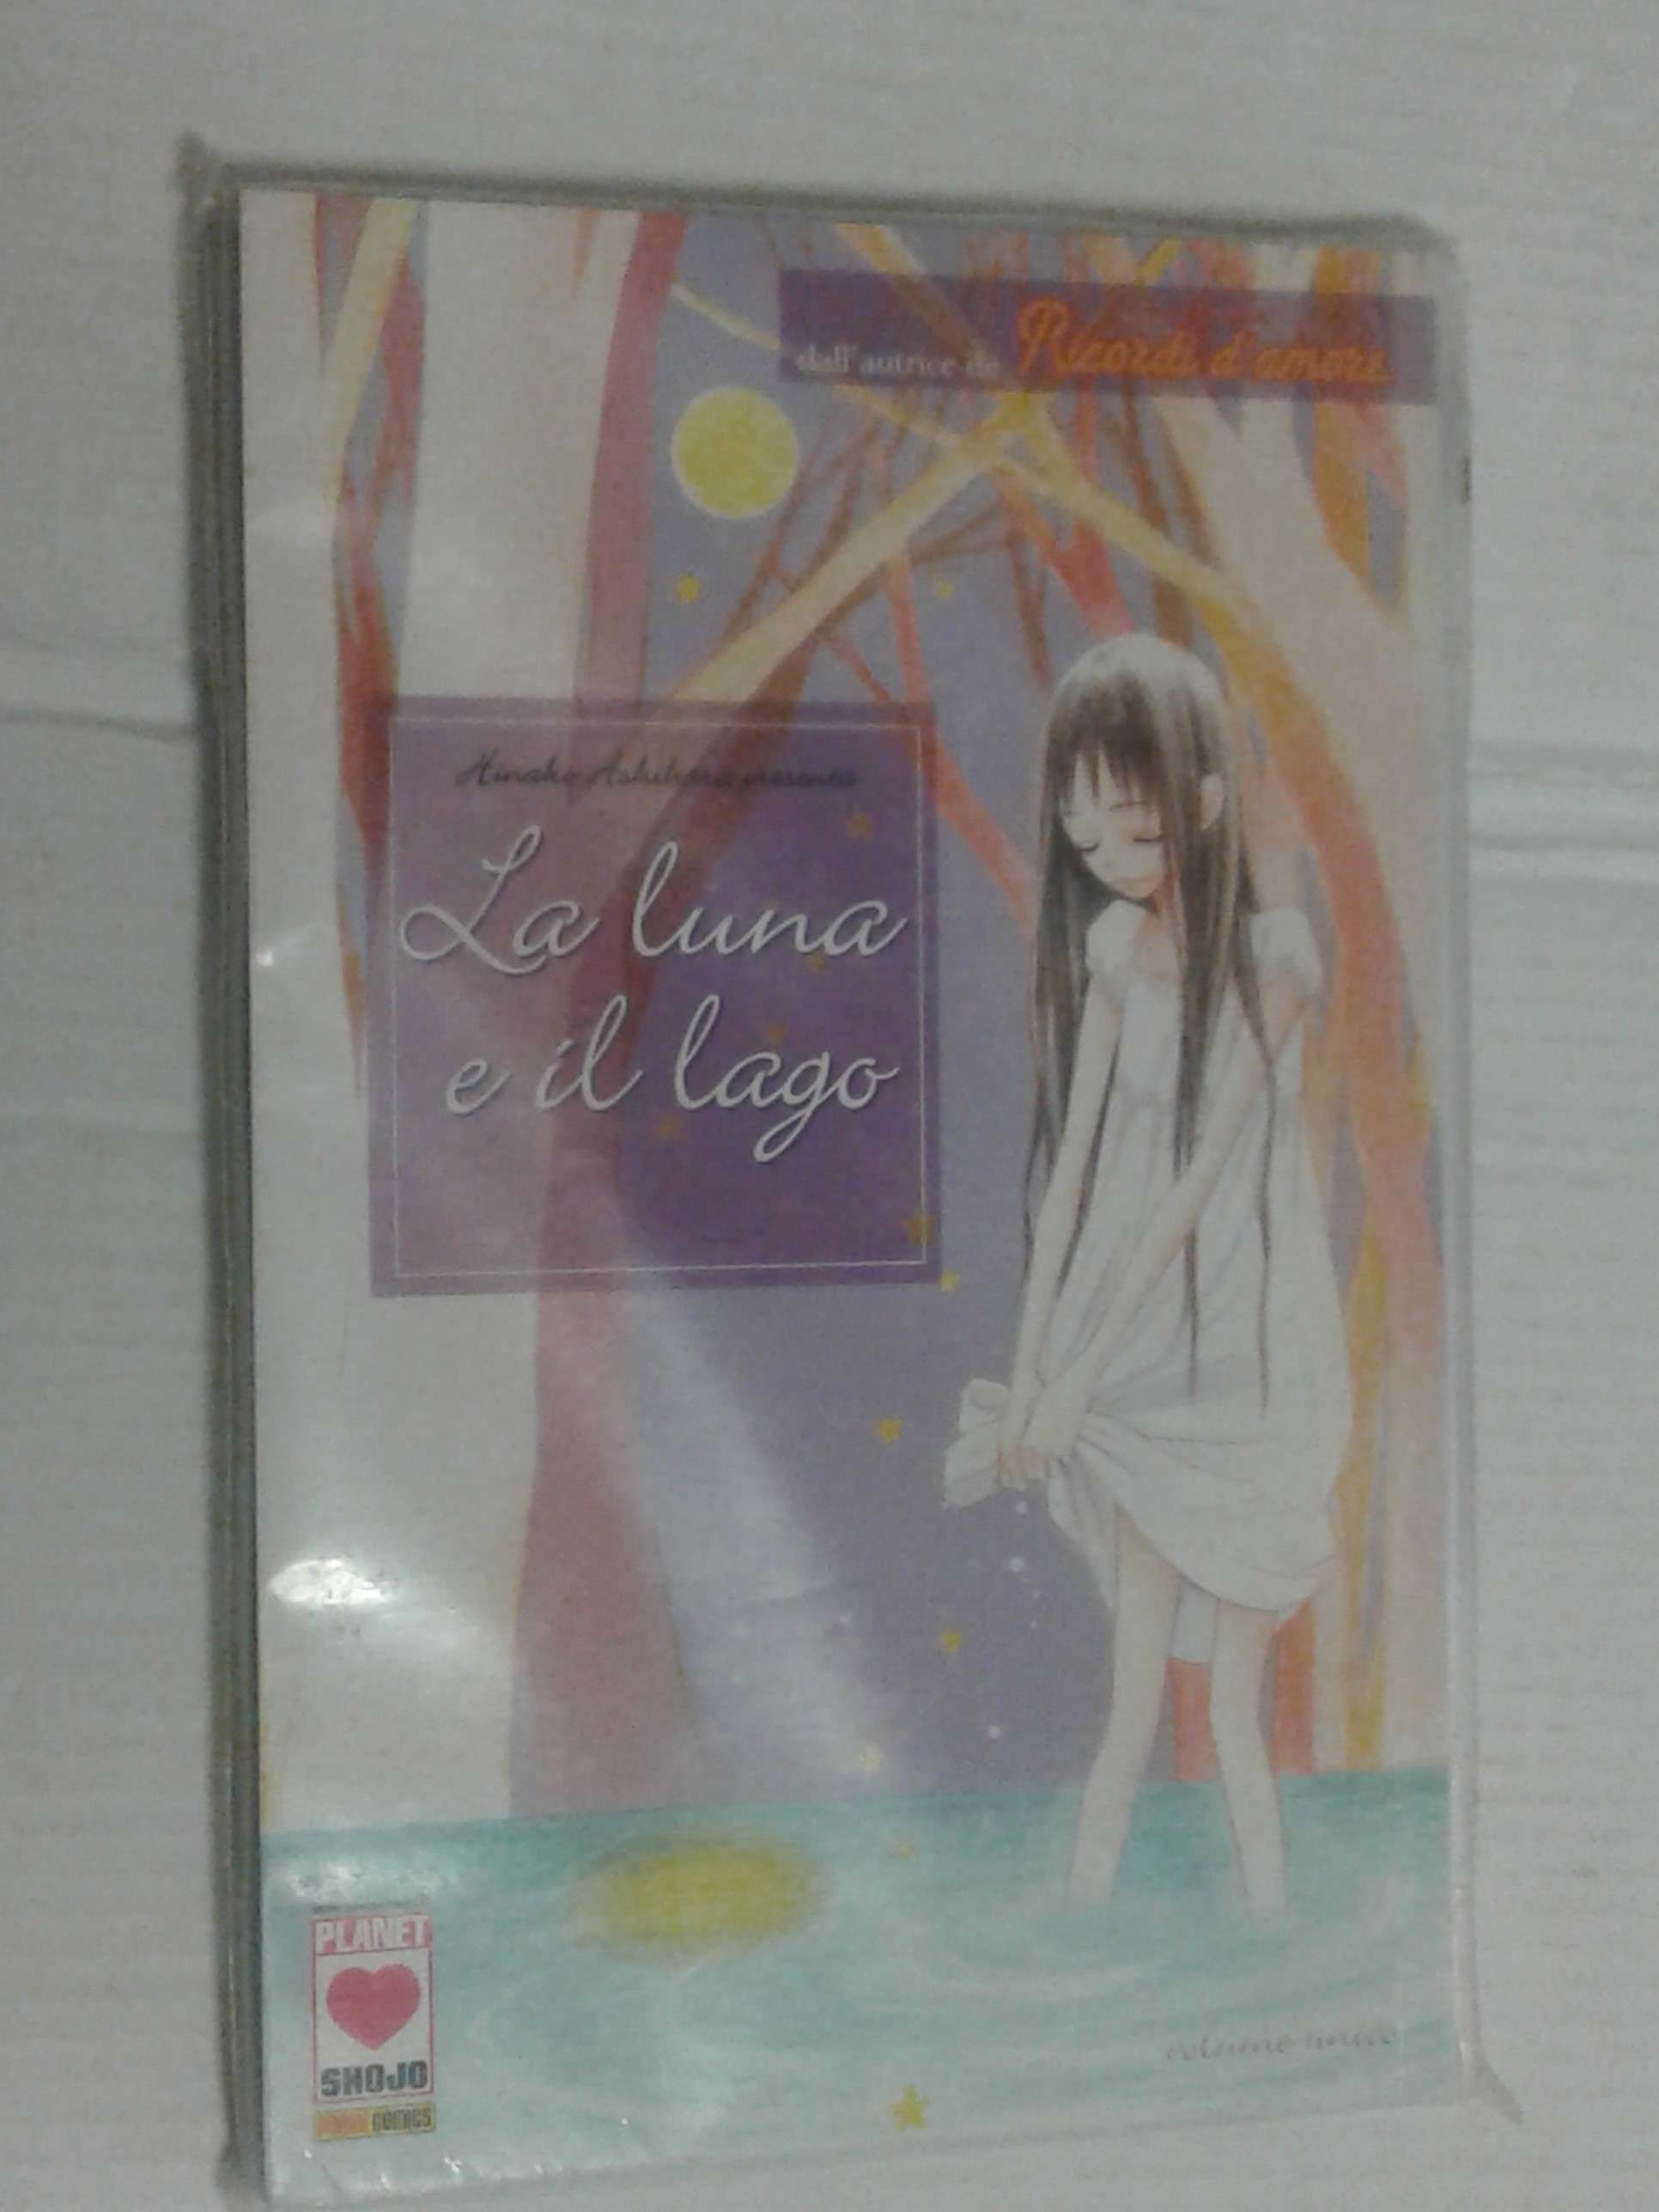 dall'autrice de Ricordi d'amore
Hinako Ashihara presenta
La luna
e il lago
PLANET
SHOJO
PANINI COMICS
volume unico